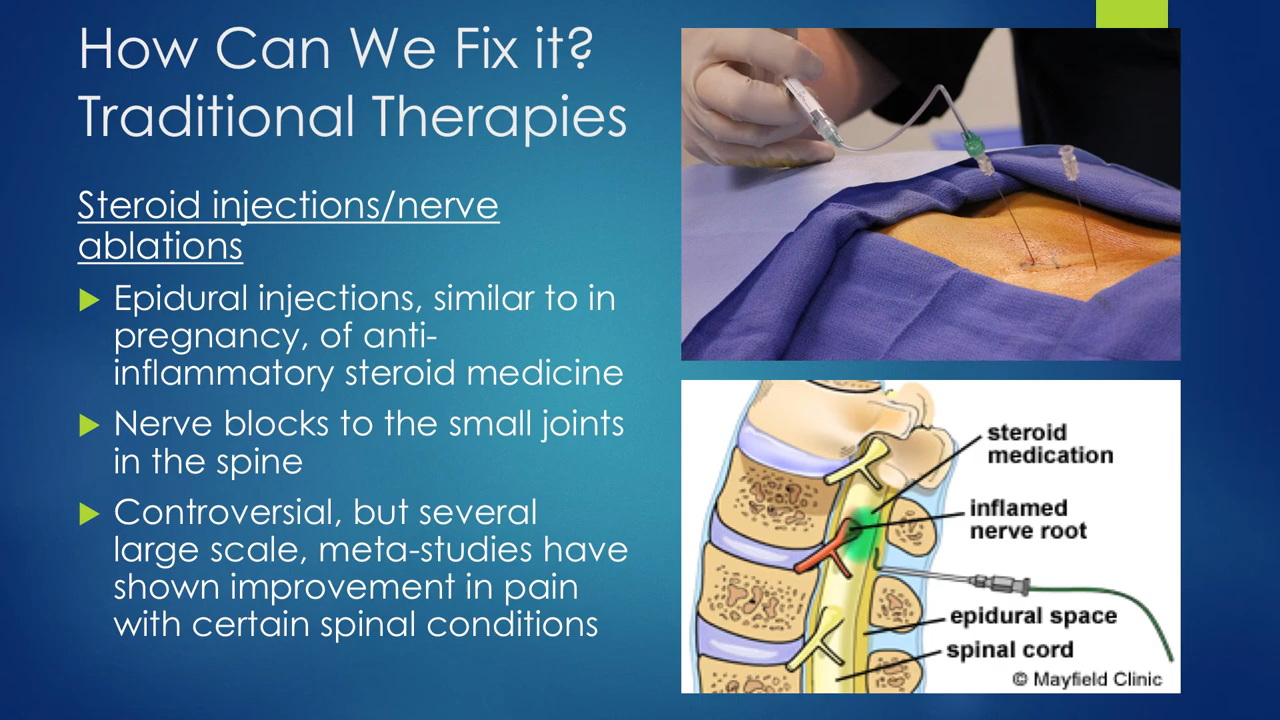 How Can We Fix it?
Traditional Therapies
Steroid injections/nerve
ablations
Epidural injections, similar to in
pregnancy, of anti-
inflammatory steroid medicine
Nerve blocks to the small joints
in the spine
Controversial, but several
large scale, meta-studies have
shown improvement in pain
with certain spinal conditions
steroid
medication
inflamed
nerve root
epidural space
spinal cord
© Mayfield Clinic